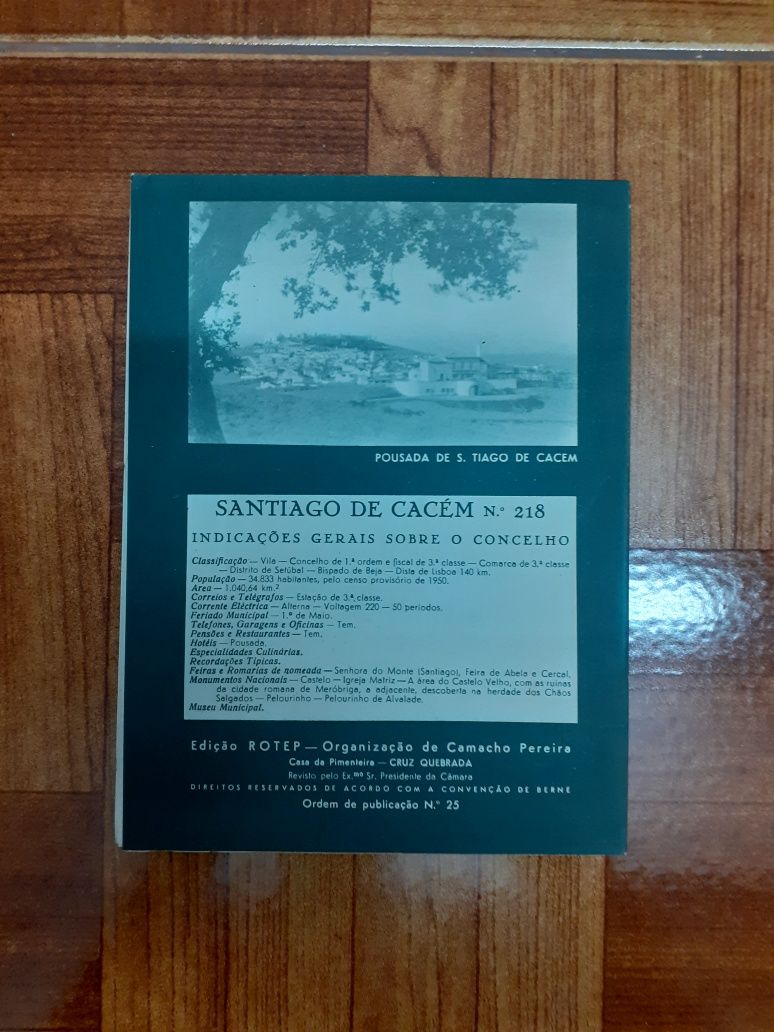 POUSADA DE S. TIAGO DE CACEM
SANTIAGO DE CACÉM N.º 218
INDICAÇÕES GERAIS SOBRE O CONCELHO
Classificação — Vila — Concelho de 1.ª ordem e fiscal de 3.ª classe — Comarca de 3.ª classe
— Distrito de Setúbal — Bispado de Beja — Dista de Lisboa 140 km.
População — 34.833 habitantes, pelo censo provisório de 1950.
Área — 1.040,64 km.²
Correios e Telégrafos — Estação de 3.ª classe.
Corrente Eléctrica — Alterna — Voltagem 220 — 50 períodos.
Feriado Municipal — 1.º de Maio.
Telefones, Garagens e Oficinas — Tem.
Pensões e Restaurantes — Tem.
Hotéis — Pousada.
Especialidades Culinárias.
Recordações Típicas.
Feiras e Romarias de nomeada — Senhora do Monte (Santiago), Feira de Abela e Cercal.
Monumentos Nacionais — Castelo — Igreja Matriz — A área do Castelo Velho, com as ruínas
da cidade romana de Meróbriga, a adjacente, descoberta na herdade dos Chãos
Salgados — Pelourinho — Pelourinho de Alvalade.
Museu Municipal.
Edição ROTEP — Organização de Camacho Pereira
Casa da Pimenteira — CRUZ QUEBRADA
Revisto pelo Ex.mo Sr. Presidente da Câmara
DIREITOS RESERVADOS DE ACORDO COM A CONVENÇÃO DE BERNE
Ordem de publicação N.º 25